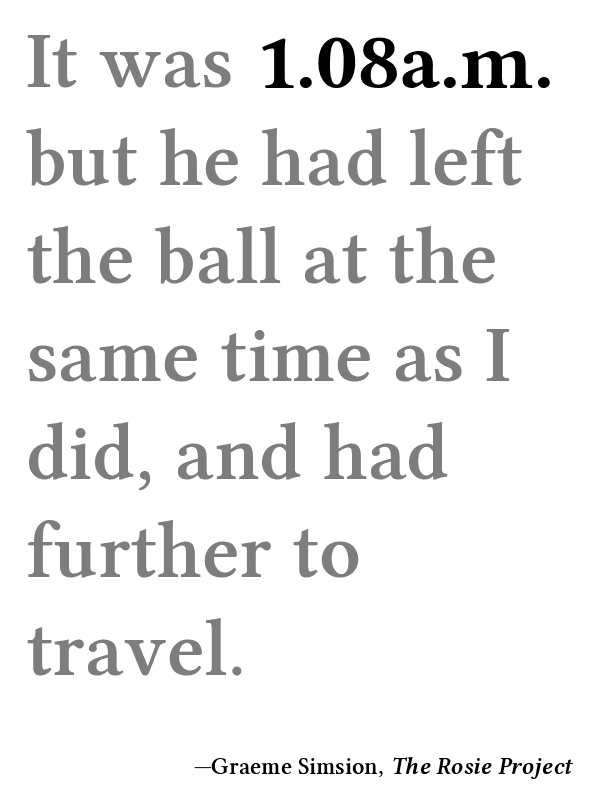 It was 1.08a.m.
but he had left
the ball at the
same time as I
did, and had
further to
travel.
—Graeme Simsion, The Rosie Project